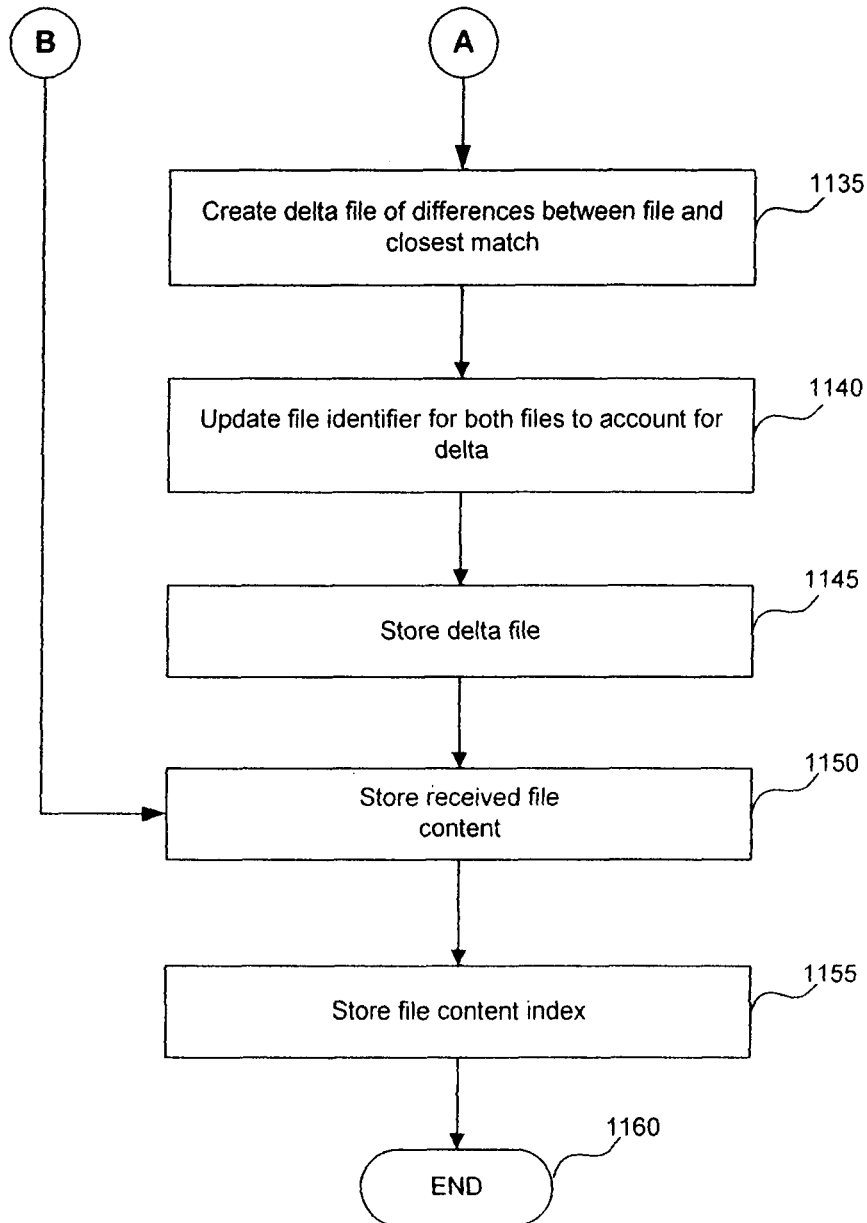 B
A
1135
Create delta file of differences between file and
closest match
1140
Update file identifier for both files to account for
delta
1145
Store delta file
1150
Store received file
content
1155
Store file content index
1160
END